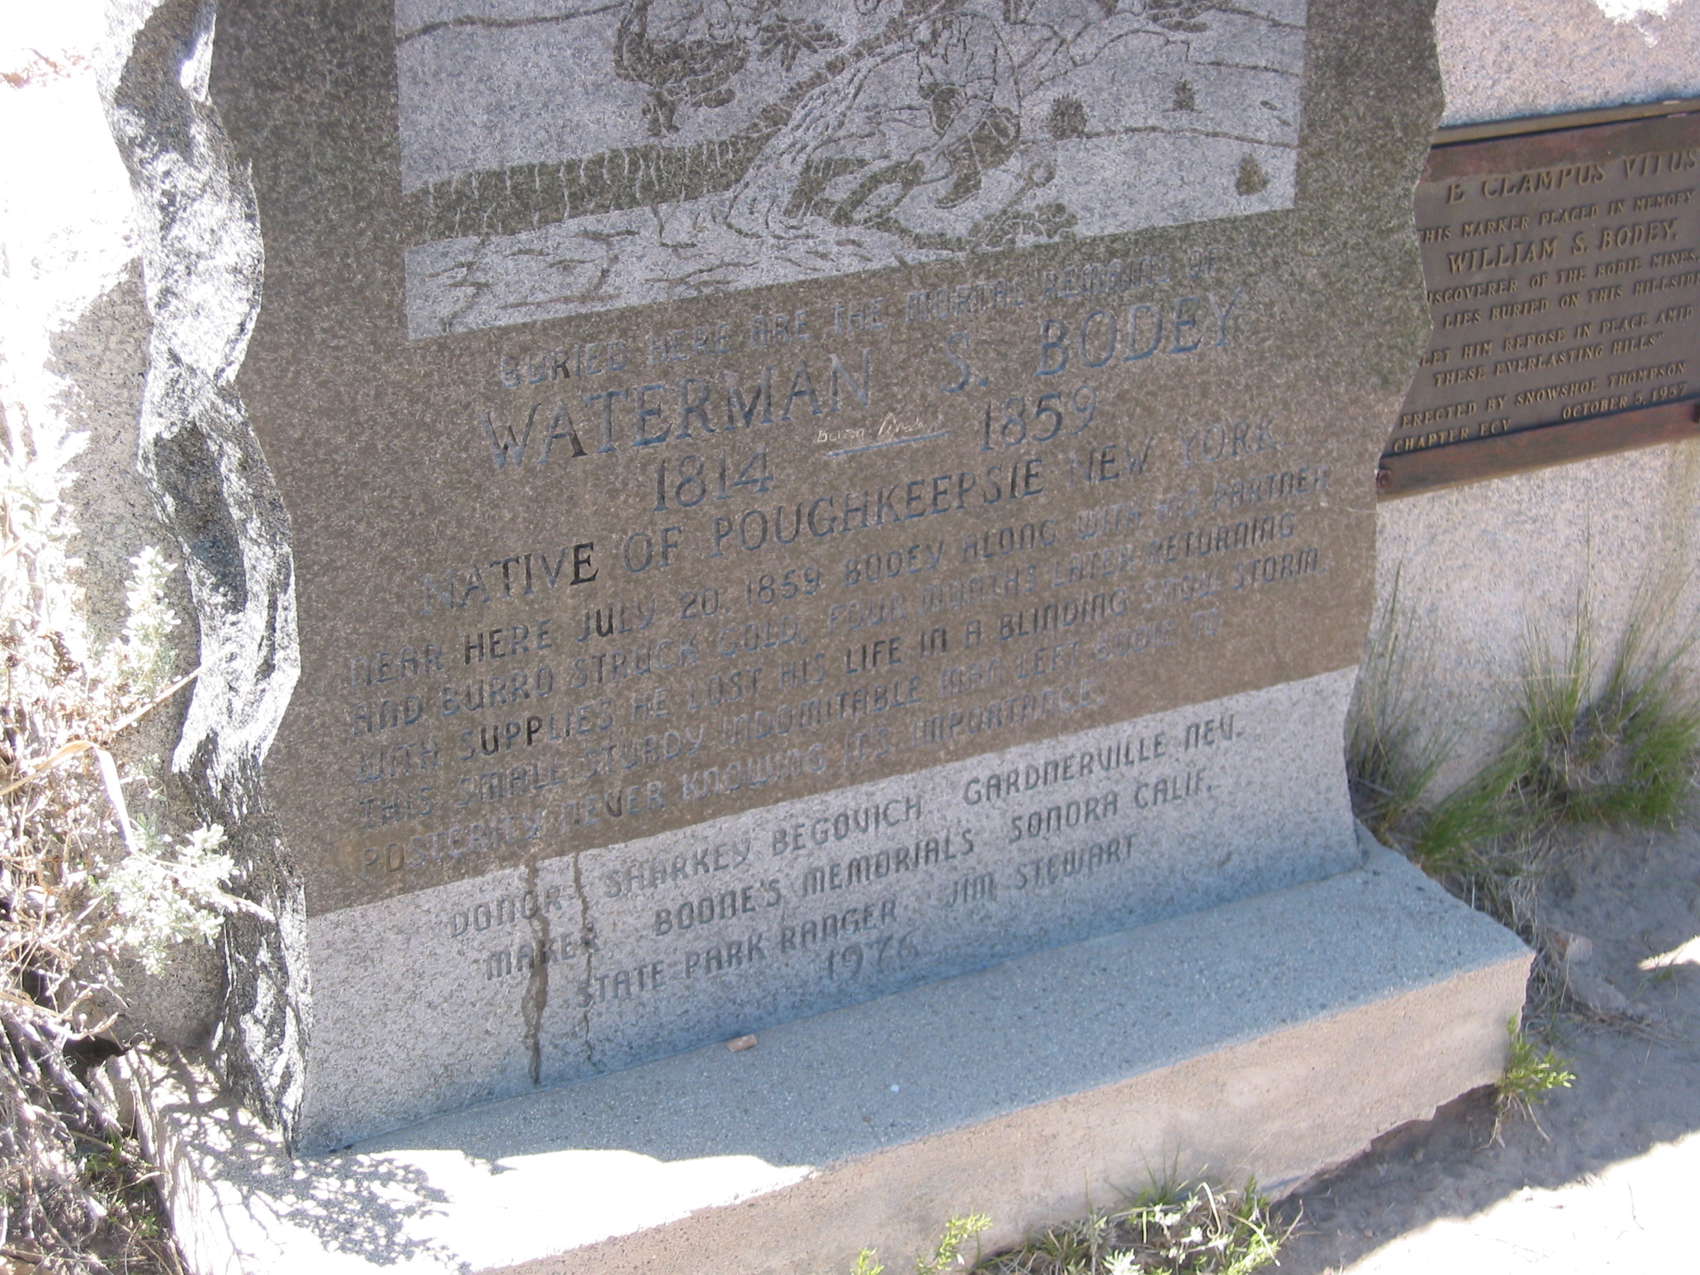 BURIED HERE ARE THE MORTAL REMAINS OF
WATERMAN S. BODEY
1814 — 1859
NATIVE OF POUGHKEEPSIE NEW YORK
NEAR HERE JULY 20, 1859 BODEY ALONG WITH HIS PARTNER
AND BURRO STRUCK GOLD. FOUR MONTHS LATER RETURNING
WITH SUPPLIES HE LOST HIS LIFE IN A BLINDING SNOW STORM.
THIS SMALL STURDY INDOMITABLE MAN LEFT BODIE TO
POSTERITY NEVER KNOWING ITS IMPORTANCE.
DONOR SHARKEY BEGOVICH GARDNERVILLE NEV.
MAKER BOONE'S MEMORIALS SONORA CALIF.
STATE PARK RANGER JIM STEWART
1976
E CLAMPUS VITUS
THIS MARKER PLACED IN MEMORY
WILLIAM S. BODEY,
DISCOVERER OF THE BODIE MINES,
LIES BURIED ON THIS HILLSIDE
LET HIM REPOSE IN PEACE AMID
THESE EVERLASTING HILLS"
ERECTED BY SNOWSHOE THOMPSON
CHAPTER ECV OCTOBER 5, 1957